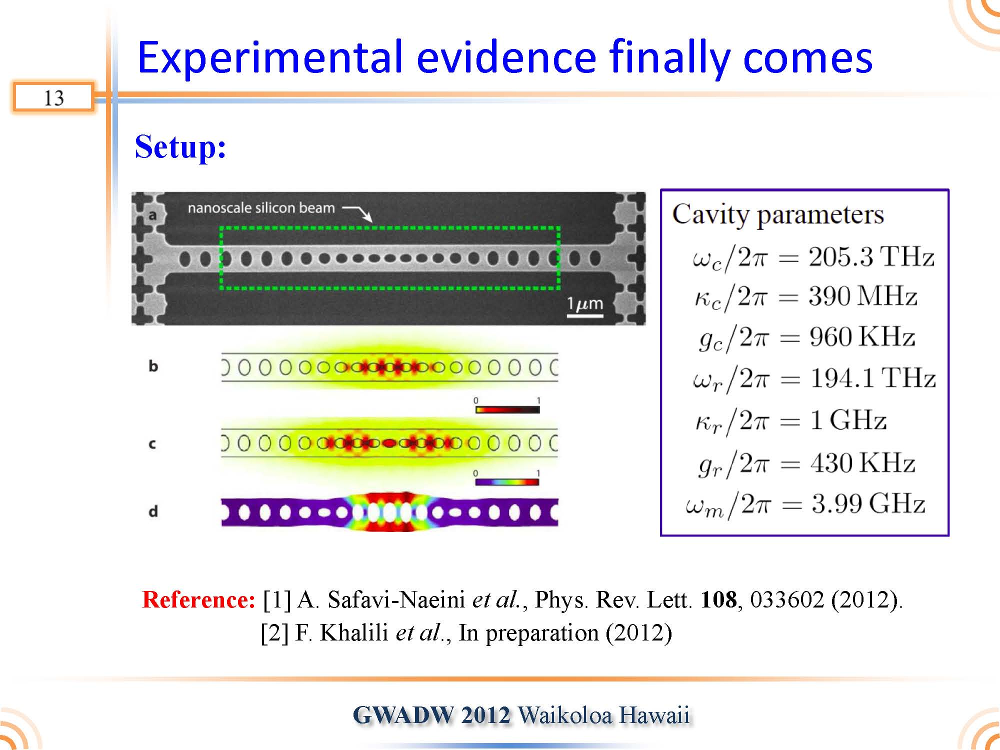 Experimental evidence finally comes
13
Setup:
a
nanoscale silicon beam
1μm
b
0 1
c
0 1
d
Cavity parameters
ω_c/2π = 205.3 THz
κ_c/2π = 390 MHz
g_c/2π = 960 KHz
ω_r/2π = 194.1 THz
κ_r/2π = 1 GHz
g_r/2π = 430 KHz
ω_m/2π = 3.99 GHz
Reference: [1] A. Safavi-Naeini et al., Phys. Rev. Lett. 108, 033602 (2012).
[2] F. Khalili et al., In preparation (2012)
GWADW 2012 Waikoloa Hawaii